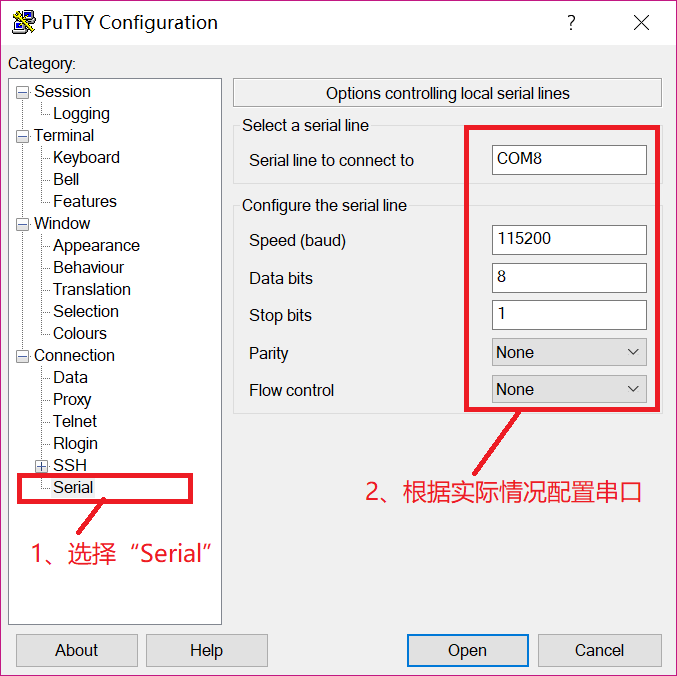 PuTTY Configuration
?
Category:
Session
Logging
Terminal
Keyboard
Bell
Features
Window
Appearance
Behaviour
Translation
Selection
Colours
Connection
Data
Proxy
Telnet
Rlogin
SSH
Serial
1、选择“Serial”
Options controlling local serial lines
Select a serial line
Serial line to connect to COM8
Configure the serial line
Speed (baud) 115200
Data bits 8
Stop bits 1
Parity None
Flow control None
2、根据实际情况配置串口
About Help Open Cancel